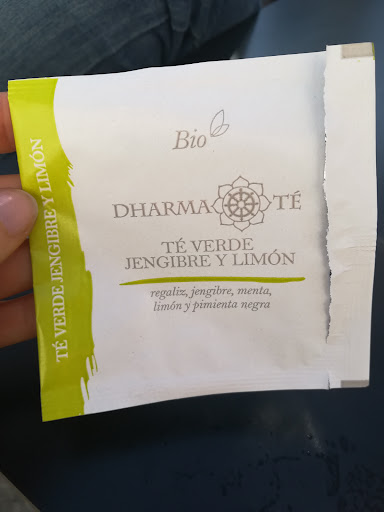 Bio
DHARMA TÉ
TÉ VERDE
JENGIBRE Y LIMÓN
regaliz, jengibre, menta,
limón y pimienta negra
TÉ VERDE JENGIBRE Y LIMÓN